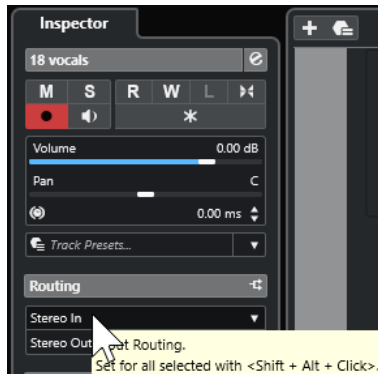 Inspector
18 vocals
M S R W L
Volume 0.00 dB
Pan C
0.00 ms
Track Presets...
Routing
Stereo In
Stereo Out
ut Routing.
Set for all selected with <Shift + Alt + Click>.